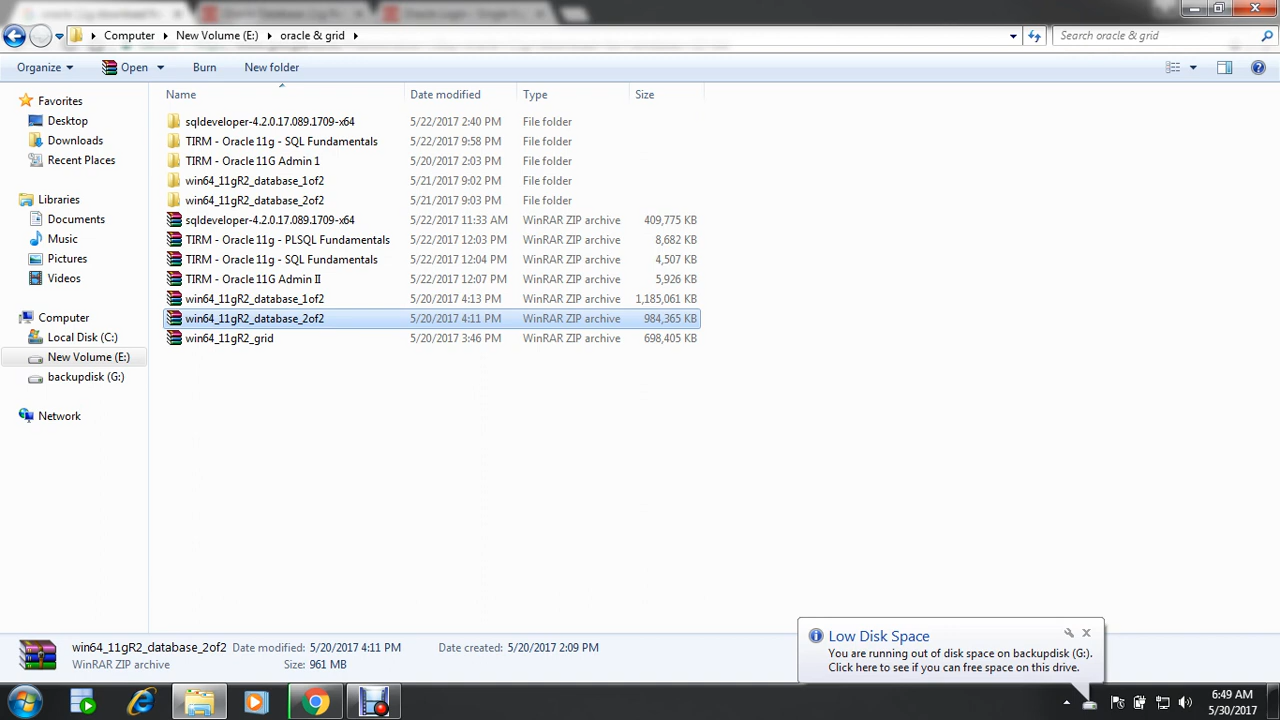 Computer New Volume (E:) oracle & grid Search oracle & grid
Organize Open Burn New folder
Name Date modified Type Size
sqldeveloper-4.2.0.17.089.1709-x64 5/22/2017 2:40 PM File folder
TIRM - Oracle 11g - SQL Fundamentals 5/22/2017 9:58 PM File folder
TIRM - Oracle 11G Admin 1 5/20/2017 2:03 PM File folder
win64_11gR2_database_1of2 5/21/2017 9:02 PM File folder
win64_11gR2_database_2of2 5/21/2017 9:03 PM File folder
sqldeveloper-4.2.0.17.089.1709-x64 5/22/2017 11:33 AM WinRAR ZIP archive 409,775 KB
TIRM - Oracle 11g - PLSQL Fundamentals 5/22/2017 12:03 PM WinRAR ZIP archive 8,682 KB
TIRM - Oracle 11g - SQL Fundamentals 5/22/2017 12:04 PM WinRAR ZIP archive 4,507 KB
TIRM - Oracle 11G Admin II 5/22/2017 12:07 PM WinRAR ZIP archive 5,926 KB
win64_11gR2_database_1of2 5/20/2017 4:13 PM WinRAR ZIP archive 1,185,061 KB
win64_11gR2_database_2of2 5/20/2017 4:11 PM WinRAR ZIP archive 984,365 KB
win64_11gR2_grid 5/20/2017 3:46 PM WinRAR ZIP archive 698,405 KB
Favorites
Desktop
Downloads
Recent Places
Libraries
Documents
Music
Pictures
Videos
Computer
Local Disk (C:)
New Volume (E:)
backupdisk (G:)
Network
win64_11gR2_database_2of2 Date modified: 5/20/2017 4:11 PM Date created: 5/20/2017 2:09 PM
WinRAR ZIP archive Size: 961 MB
Low Disk Space
You are running out of disk space on backupdisk (G:).
Click here to see if you can free space on this drive.
6:49 AM
5/30/2017